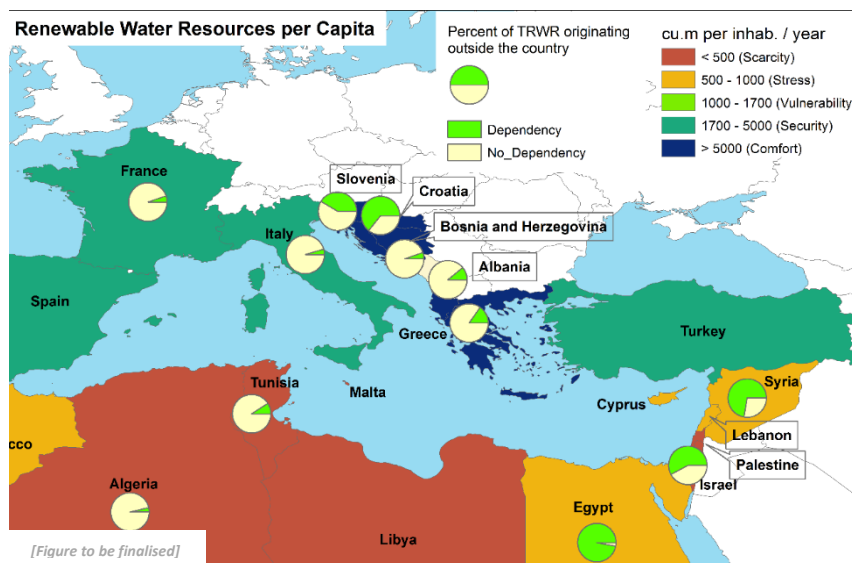 Renewable Water Resources per Capita
Percent of TRWR originating
outside the country
Dependency
No_Dependency
cu.m per inhab. / year
< 500 (Scarcity)
500 - 1000 (Stress)
1000 - 1700 (Vulnerability)
1700 - 5000 (Security)
> 5000 (Comfort)
France
Slovenia
Croatia
Bosnia and Herzegovina
Italy
Albania
Spain
Greece
Turkey
Tunisia
Malta
Cyprus
Syria
Lebanon
Palestine
Israel
cco
Algeria
Egypt
Libya
[Figure to be finalised]